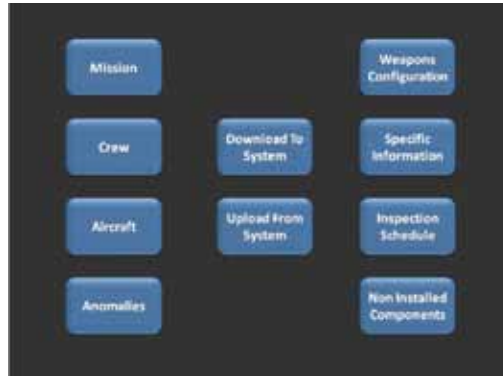 Mission
Weapons
Configuration
Crew
Download To
System
Specific
Information
Aircraft
Upload From
System
Inspection
Schedule
Anomalies
Non Installed
Components